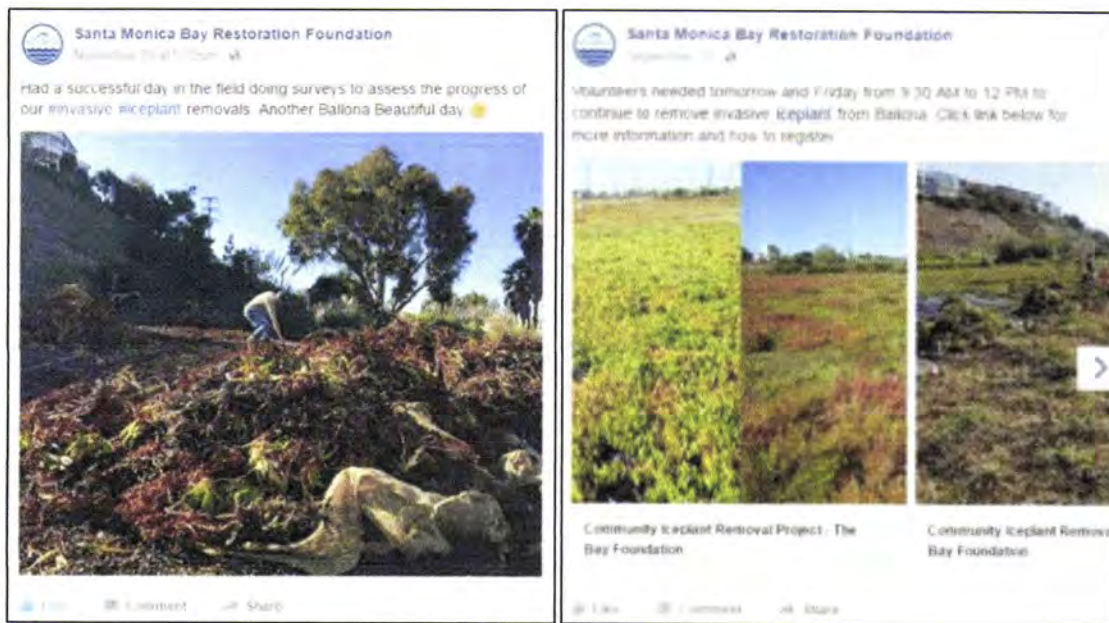 Santa Monica Bay Restoration Foundation
Had a successful day in the field doing surveys to assess the progress of
our #invasive #iceplant removals. Another Ballona Beautiful day
Comment
Share
Santa Monica Bay Restoration Foundation
Volunteers needed tomorrow and Friday from 9:30 AM to 12 PM to
continue to remove invasive iceplant from Ballona. Click link below for
more information and how to register
Community Iceplant Removal Project - The
Bay Foundation
Community Iceplant Remova
Bay Foundation
Like
Comment
Share